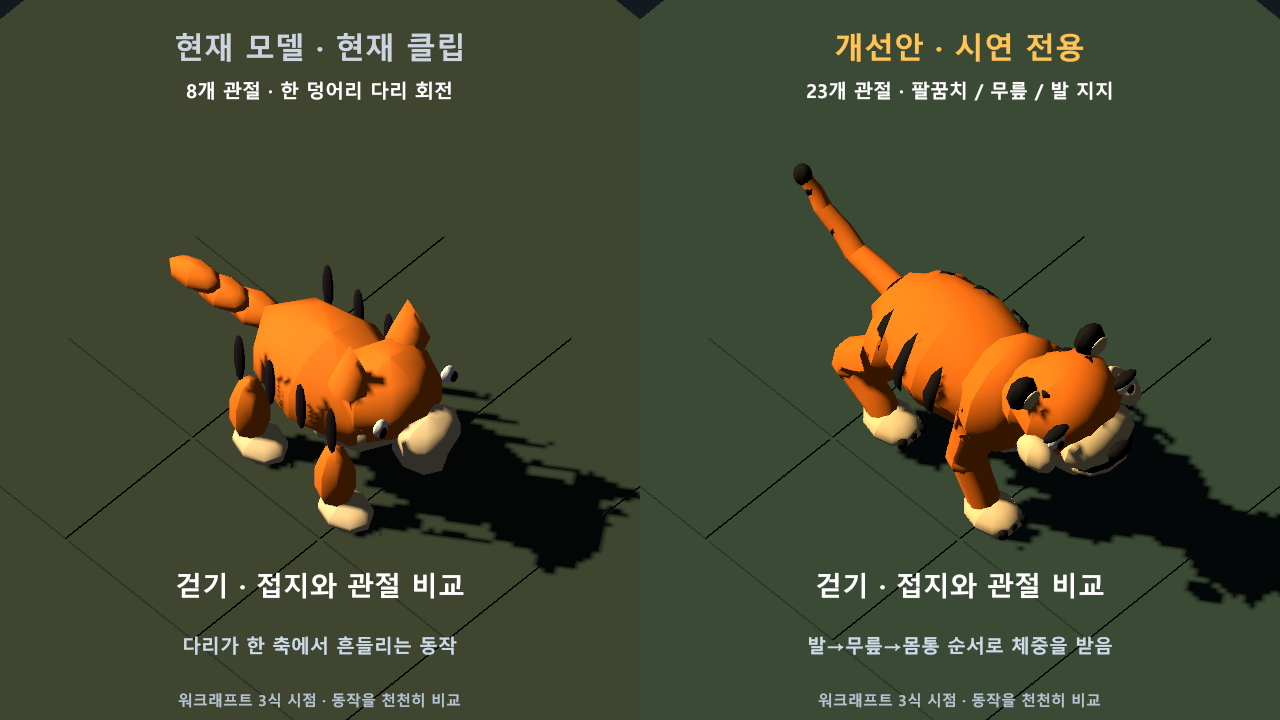 현재 모델 · 현재 클립
8개 관절 · 한 덩어리 다리 회전
걷기 · 접지와 관절 비교
다리가 한 축에서 흔들리는 동작
워크래프트 3식 시점 · 동작을 천천히 비교
개선안 · 시연 전용
23개 관절 · 팔꿈치 / 무릎 / 발 지지
걷기 · 접지와 관절 비교
발→무릎→몸통 순서로 체중을 받음
워크래프트 3식 시점 · 동작을 천천히 비교